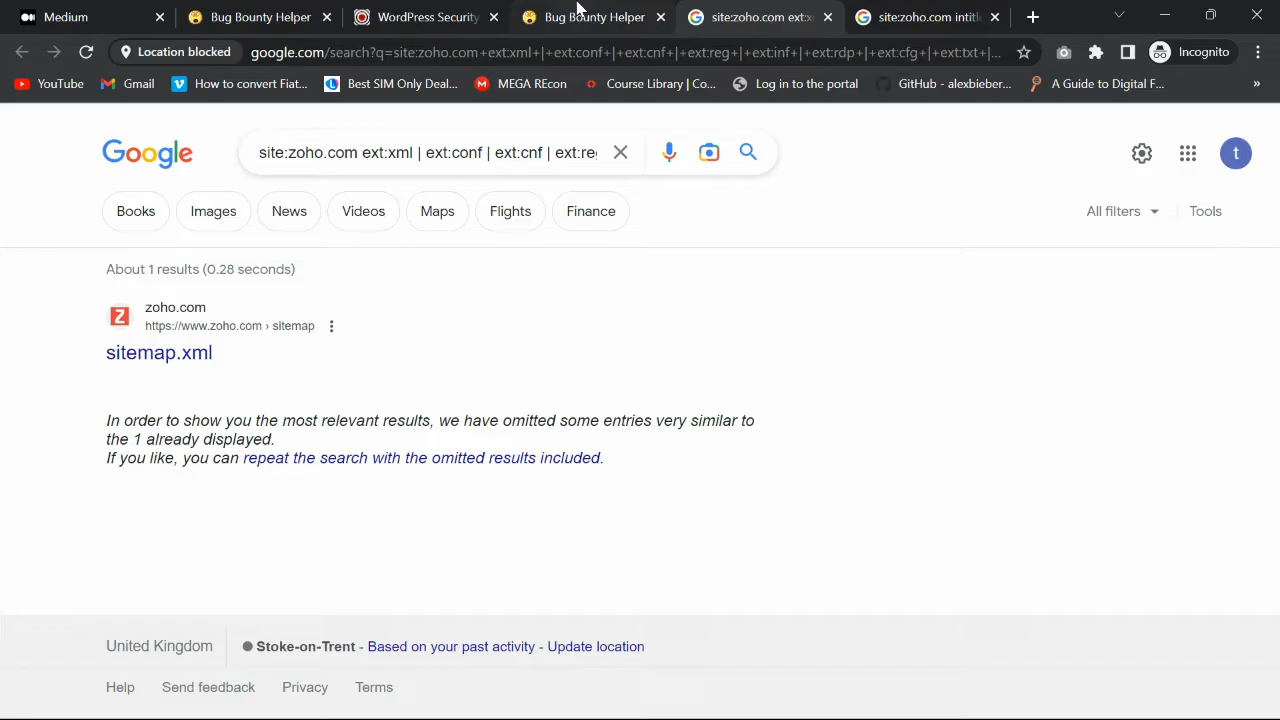 Medium
Bug Bounty Helper
WordPress Security
Bug Bounty Helper
site:zoho.com ext:x
site:zoho.com intitl
Location blocked
google.com/search?q=site:zoho.com+ext:xml+|+ext:conf+|+ext:cnf+|+ext:reg+|+ext:inf+|+ext:rdp+|+ext:cfg+|+ext:txt+|...
Incognito
YouTube
Gmail
How to convert Fiat...
Best SIM Only Deal...
MEGA REcon
Course Library | Co...
Log in to the portal
GitHub - alexbieber...
A Guide to Digital F...
»
Google
site:zoho.com ext:xml | ext:conf | ext:cnf | ext:reg
t
Books
Images
News
Videos
Maps
Flights
Finance
All filters
Tools
About 1 results (0.28 seconds)
Z
zoho.com
https://www.zoho.com › sitemap
sitemap.xml
In order to show you the most relevant results, we have omitted some entries very similar to
the 1 already displayed.
If you like, you can repeat the search with the omitted results included.
United Kingdom
Stoke-on-Trent - Based on your past activity - Update location
Help
Send feedback
Privacy
Terms